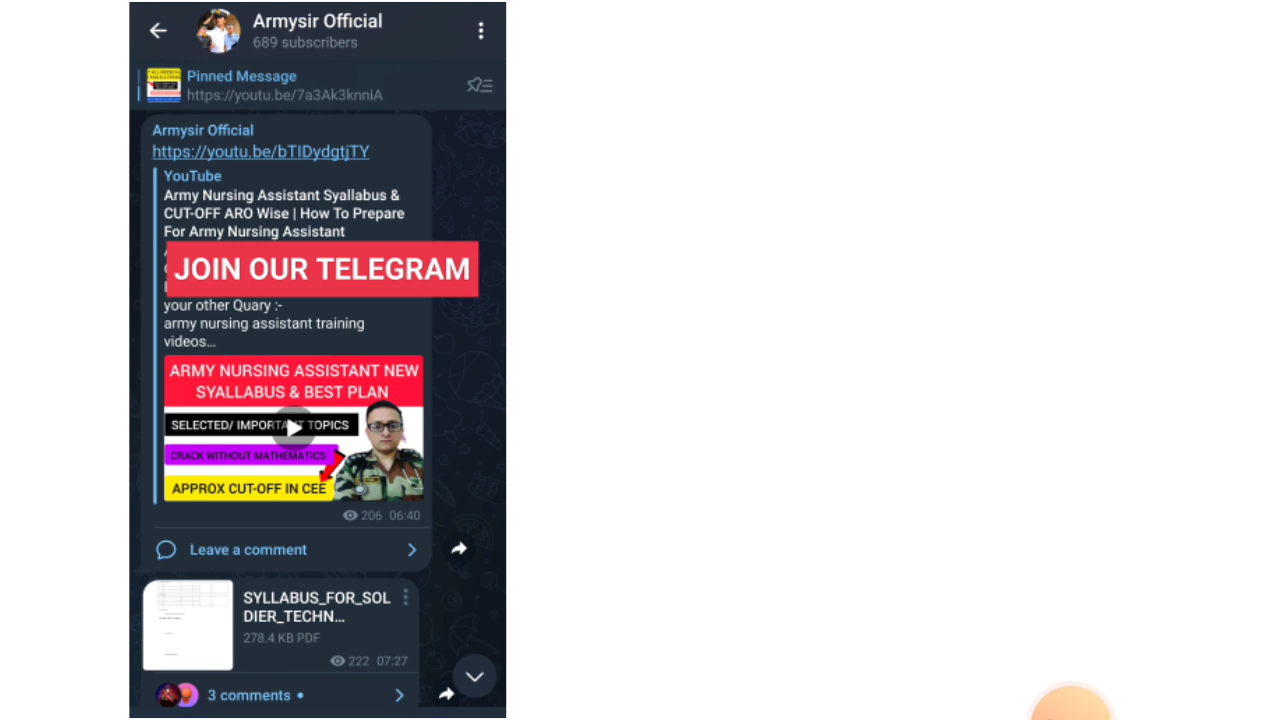 Armysir Official
689 subscribers
Pinned Message
https://youtu.be/7a3Ak3knniA
Armysir Official
https://youtu.be/bTIDydgtjTY
YouTube
Army Nursing Assistant Syallabus &
CUT-OFF ARO Wise | How To Prepare
For Army Nursing Assistant
JOIN OUR TELEGRAM
your other Quary :-
army nursing assistant training
videos...
ARMY NURSING ASSISTANT NEW
SYALLABUS & BEST PLAN
SELECTED/ IMPORTANT TOPICS
CRACK WITHOUT MATHEMATICS
APPROX CUT-OFF IN CEE
206 06:40
Leave a comment
SYLLABUS_FOR_SOL
DIER_TECHN...
278.4 KB PDF
222 07:27
3 comments